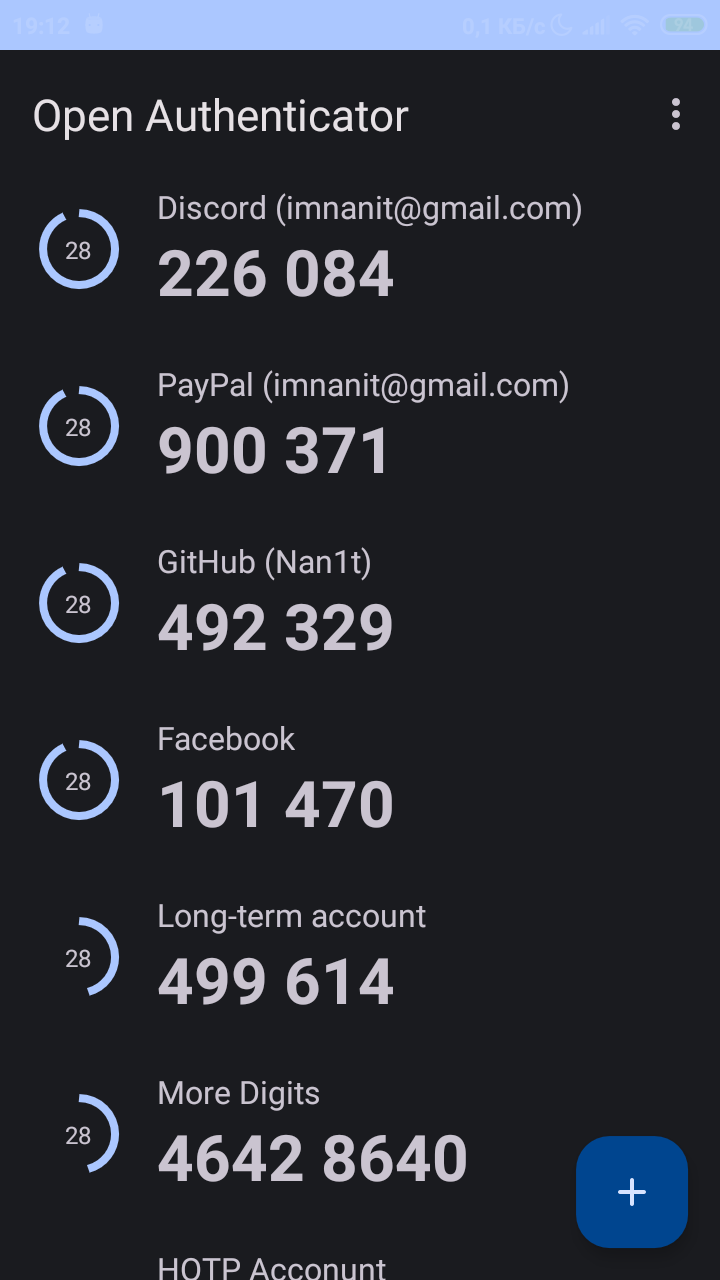 19:12 0,1 КБ/с 94
Open Authenticator
Discord (imnanit@gmail.com)
28
226 084
PayPal (imnanit@gmail.com)
28
900 371
GitHub (Nan1t)
28
492 329
Facebook
28
101 470
Long-term account
28
499 614
More Digits
28
4642 8640
+
HOTP Acconunt